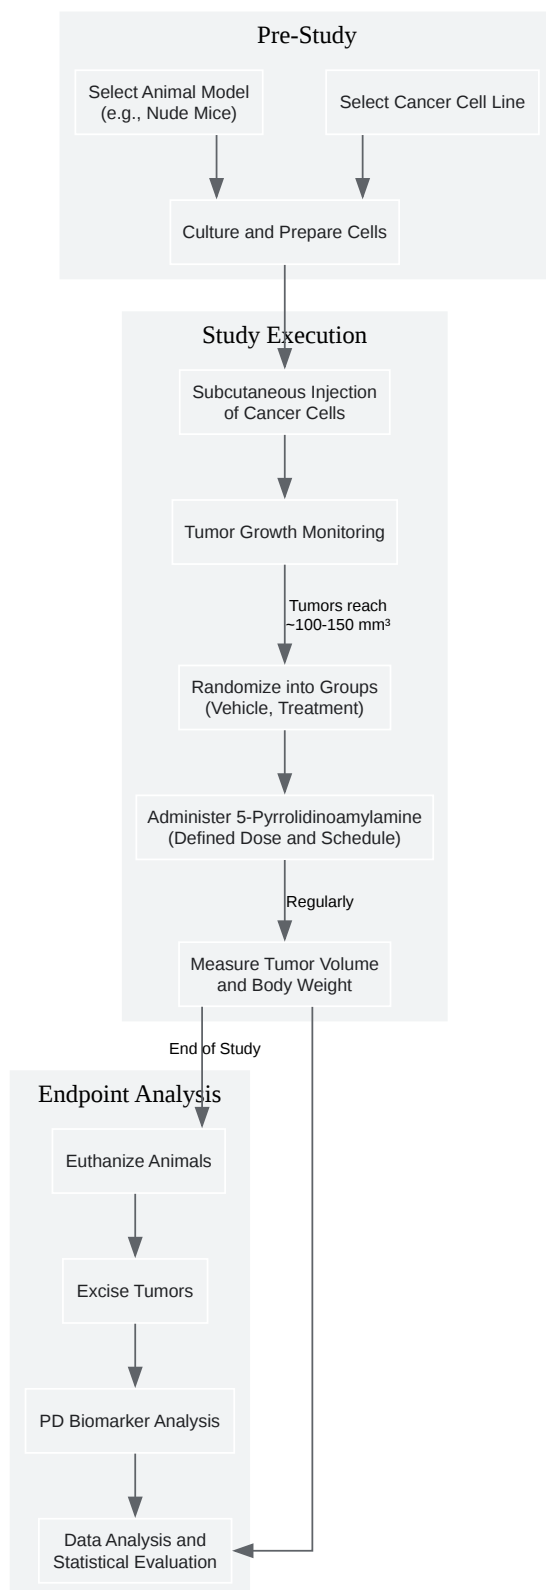 Pre-Study
Select Animal Model
(e.g., Nude Mice)
Select Cancer Cell Line
Culture and Prepare Cells
Study Execution
Subcutaneous Injection
of Cancer Cells
Tumor Growth Monitoring
Tumors reach
~100-150 mm³
Randomize into Groups
(Vehicle, Treatment)
Administer 5-Pyrrolidinoamylamine
(Defined Dose and Schedule)
Regularly
Measure Tumor Volume
and Body Weight
End of Study
Endpoint Analysis
Euthanize Animals
Excise Tumors
PD Biomarker Analysis
Data Analysis and
Statistical Evaluation